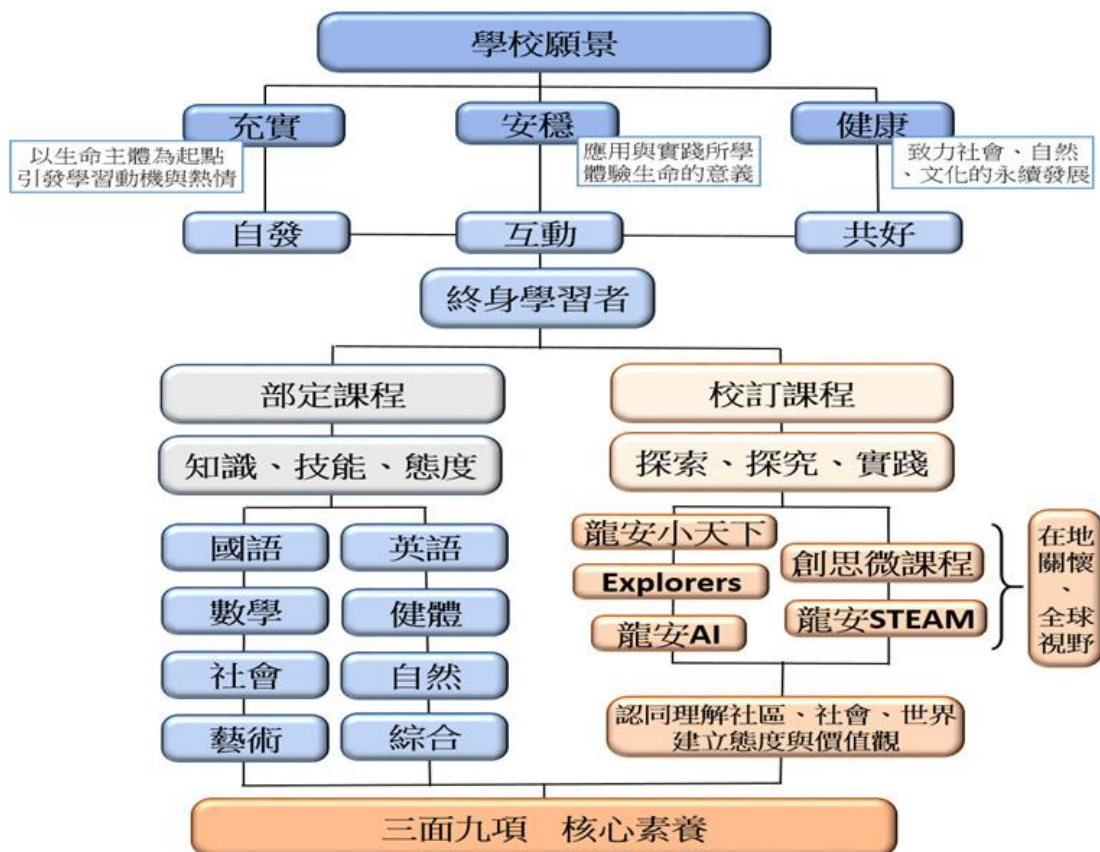 學校願景
充實
安穩
健康
以生命主體為起點
引發學習動機與熱情
應用與實踐所學
體驗生命的意義
致力社會、自然
、文化的永續發展
自發
互動
共好
終身學習者
部定課程
校訂課程
知識、技能、態度
探索、探究、實踐
國語
英語
數學
健體
社會
自然
藝術
綜合
龍安小天下
Explorers
龍安AI
創思微課程
龍安STEAM
在地
關懷
、
全球
視野
認同理解社區、社會、世界
建立態度與價值觀
三面九項 核心素養